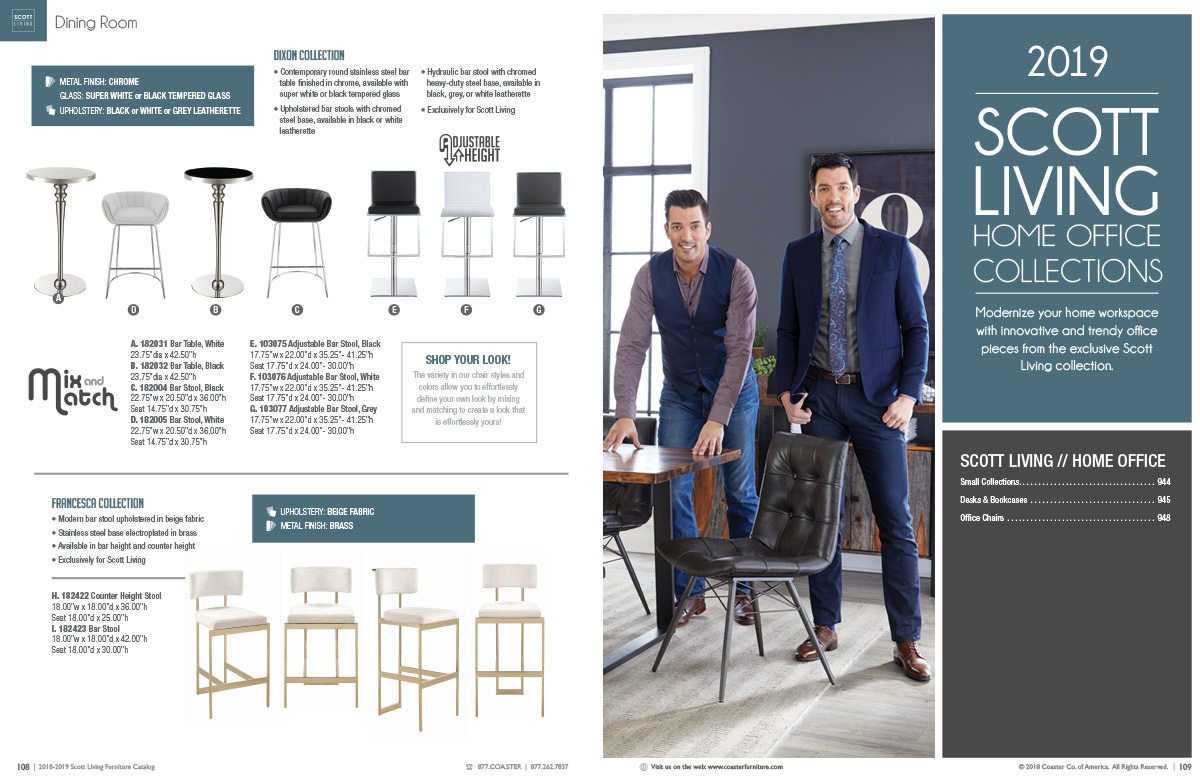 SCOTT
LIVING
Dining Room
METAL FINISH: CHROME
GLASS: SUPER WHITE or BLACK TEMPERED GLASS
UPHOLSTERY: BLACK or WHITE or GREY LEATHERETTE
DIXON COLLECTION
• Contemporary round stainless steel bar
table finished in chrome, available with
super white or black tempered glass
• Upholstered bar stools with chromed
steel base, available in black or white
leatherette
• Hydraulic bar stool with chromed
heavy-duty steel base, available in
black, grey, or white leatherette
• Exclusively for Scott Living
ADJUSTABLE
HEIGHT
A
D
B
C
E
F
G
Mix and
Match
A. 182031 Bar Table, White
23.75"dia x 42.50"h
B. 182032 Bar Table, Black
23.75"dia x 42.50"h
C. 182004 Bar Stool, Black
22.75"w x 20.50"d x 36.00"h
Seat 14.75"d x 30.75"h
D. 182005 Bar Stool, White
22.75"w x 20.50"d x 36.00"h
Seat 14.75"d x 30.75"h
E. 103075 Adjustable Bar Stool, Black
17.75"w x 22.00"d x 35.25"- 41.25"h
Seat 17.75"d x 24.00"- 30.00"h
F. 103076 Adjustable Bar Stool, White
17.75"w x 22.00"d x 35.25"- 41.25"h
Seat 17.75"d x 24.00"- 30.00"h
G. 103077 Adjustable Bar Stool, Grey
17.75"w x 22.00"d x 35.25"- 41.25"h
Seat 17.75"d x 24.00"- 30.00"h
SHOP YOUR LOOK!
The variety in our chair styles and
colors allow you to effortlessly
define your own look by mixing
and matching to create a look that
is effortlessly yours!
FRANCESCA COLLECTION
• Modern bar stool upholstered in beige fabric
• Stainless steel base electroplated in brass
• Available in bar height and counter height
• Exclusively for Scott Living
UPHOLSTERY: BEIGE FABRIC
METAL FINISH: BRASS
H. 182422 Counter Height Stool
18.00"w x 18.00"d x 36.00"h
Seat 18.00"d x 25.00"h
I. 182423 Bar Stool
18.00"w x 18.00"d x 42.00"h
Seat 18.00"d x 30.00"h
108 | 2018-2019 Scott Living Furniture Catalog
877.COA.STER | 877.262.7837
8
2019
SCOTT
LIVING
HOME OFFICE
COLLECTIONS
Modernize your home workspace
with innovative and trendy office
pieces from the exclusive Scott
Living collection.
SCOTT LIVING // HOME OFFICE
Small Collections. . . . . . . . . . . . . . . . . . . . . . . . . . . . . . . . . 944
Desks & Bookcases . . . . . . . . . . . . . . . . . . . . . . . . . . . . . . 945
Office Chairs . . . . . . . . . . . . . . . . . . . . . . . . . . . . . . . . . . . . 948
Visit us on the web: www.coasterfurniture.com
© 2018 Coaster Co. of America. All Rights Reserved. | 109